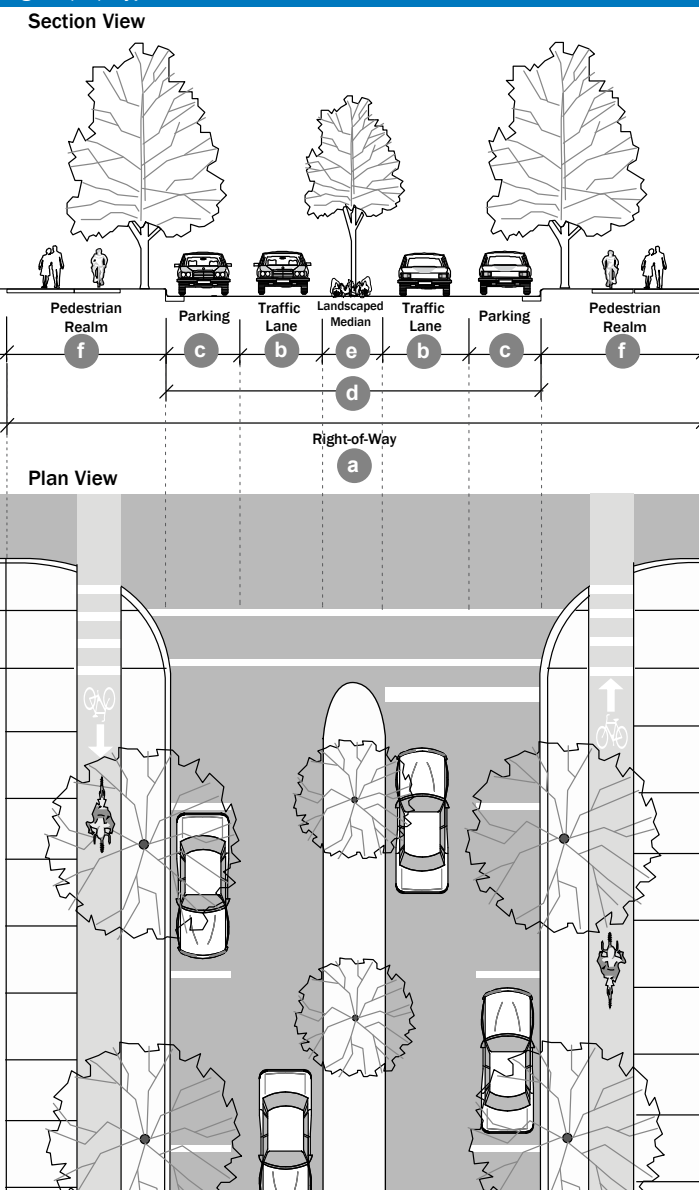 Section View
Pedestrian
Realm
f
Parking
c
Traffic
Lane
b
Landscaped
Median
e
Traffic
Lane
b
Parking
c
Pedestrian
Realm
f
d
Right-of-Way
a
Plan View